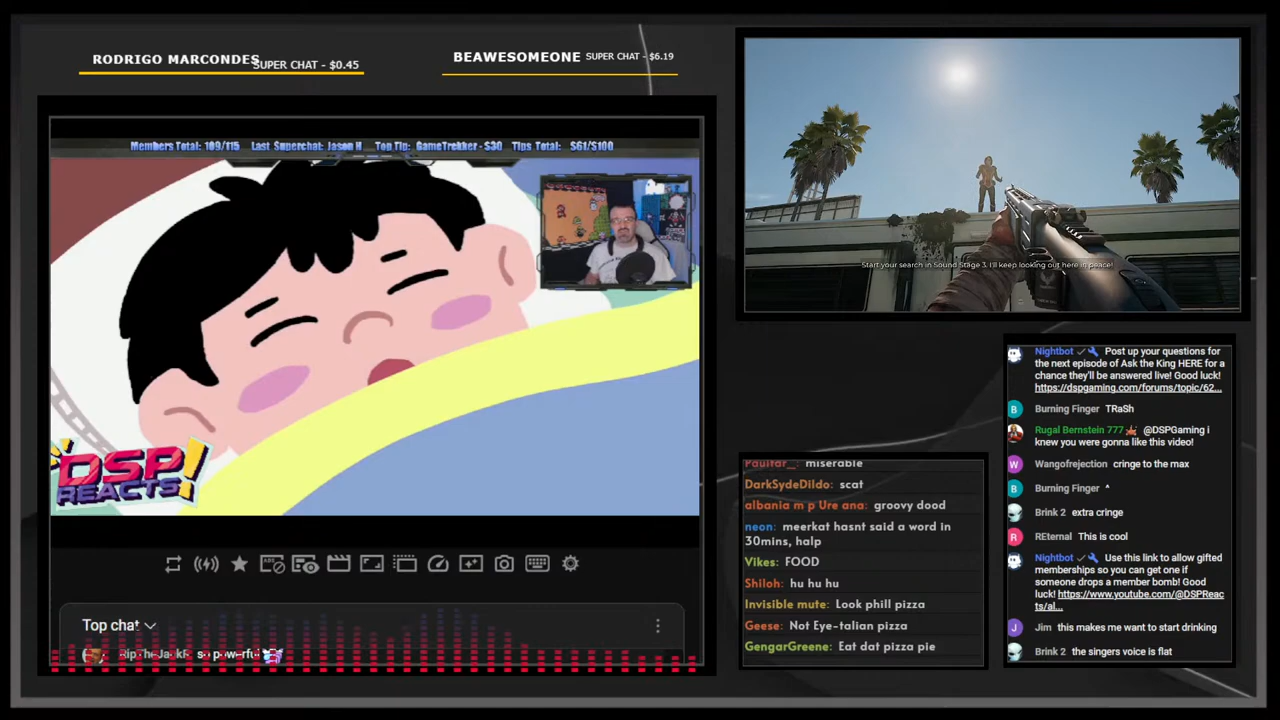 RODRIGO MARCONDES SUPER CHAT - $0.45
BEAWESOMEONE SUPER CHAT - $6.19
Members Total: 109/115 Last Superchat: Jason H Top Tip: GameTrekker - $30 Tips Total: $61/$100
DSP
REACTS!
Top chat
so powerful
Start your search in Sound Stage 3. I'll keep looking out here in peace!
Paultar_: miserable
DarkSydeDildo: scat
albania m p Ure ana: groovy dood
neon: meerkat hasnt said a word in
30mins, halp
Vikes: FOOD
Shiloh: hu hu hu
Invisible mute: Look phill pizza
Geese: Not Eye-talian pizza
GengarGreene: Eat dat pizza pie
Nightbot Post up your questions for
the next episode of Ask the King HERE for a
chance they'll be answered live! Good luck!
https://dspgaming.com/forums/topic/62...
B Burning Finger TRaSh
Rugal Bernstein 777 @DSPGaming i
knew you were gonna like this video!
W Wangofrejection cringe to the max
B Burning Finger ^
Brink 2 extra cringe
R REternal This is cool
Nightbot Use this link to allow gifted
memberships so you can get one if
someone drops a member bomb! Good
luck! https://www.youtube.com/@DSPReac
ts/al...
J Jim this makes me want to start drinking
Brink 2 the singers voice is flat